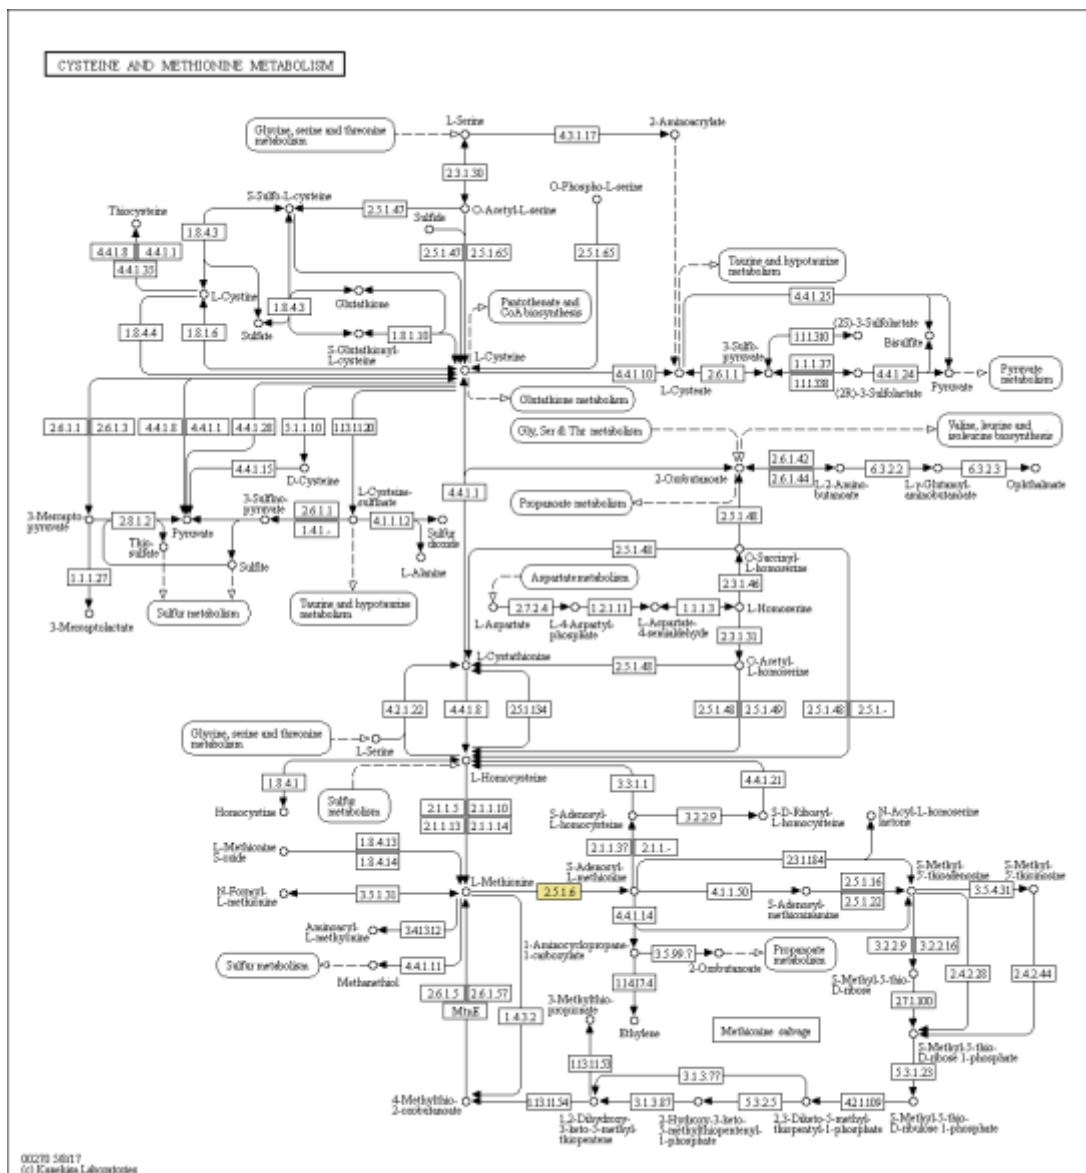 CYSTEINE AND METHIONINE METABOLISM
L-Serine
2-Aminoacrylate
Glycine, serine and threonine
metabolism
4.3.1.17
2.3.1.30
O-Phospho-L-serine
S-Sulfo-L-cysteine
Thiocysteine
2.5.1.47
O-Acetyl-L-serine
Sulfide
1.8.4.3
4.4.1.8
4.4.1.1
4.4.1.35
2.5.1.47
2.5.1.65
2.5.1.65
Taurine and hypotaurine
metabolism
L-Cystine
Glutathione
Pantothenate and
CoA biosynthesis
4.4.1.25
1.8.4.3
(2S)-3-Sulfolactate
1.8.4.4
1.8.1.6
Sulfate
1.8.1.10
1.1.1.310
Bisulfite
S-Glutathionyl-
L-cysteine
L-Cysteine
3-Sulfo-
pyruvate
1.1.1.37
4.4.1.10
L-Cysteate
2.6.1.1
1.1.1.338
4.4.1.24
(2R)-3-Sulfolactate
Pyruvate
Pyruvate
metabolism
Glutathione metabolism
2.6.1.1
2.6.1.3
4.4.1.8
4.4.1.1
4.4.1.28
5.1.1.10
1.13.11.20
Gly, Ser & Thr metabolism
Valine, leucine and
isoleucine biosynthesis
4.4.1.15
D-Cysteine
4.4.1.1
2-Oxobutanoate
2.6.1.42
2.6.1.44
6.3.2.2
6.3.2.3
L-2-Amino-
butanoate
L-γ-Glutamyl-
aminobutanoate
Ophthalmate
3-Sulfino-
pyruvate
L-Cysteine-
sulfinate
Propanoate metabolism
3-Mercapto-
pyruvate
2.8.1.2
Pyruvate
2.6.1.1
1.4.1.-
4.1.1.12
Sulfur
dioxide
2.5.1.48
Thio-
sulfate
Sulfite
L-Alanine
2.5.1.48
O-Succinyl-
L-homoserine
1.1.1.27
Aspartate metabolism
2.3.1.46
3-Mercaptolactate
Sulfur metabolism
Taurine and hypotaurine
metabolism
L-Aspartate
2.7.2.4
L-4-Aspartyl-
phosphate
1.2.1.11
L-Aspartate-
4-semialdehyde
1.1.1.3
L-Homoserine
2.3.1.31
L-Cystathionine
2.5.1.48
O-Acetyl-
L-homoserine
4.2.1.22
4.4.1.8
2.5.1.134
2.5.1.48
2.5.1.49
2.5.1.48
2.5.1.-
Glycine, serine and threonine
metabolism
L-Serine
L-Homocysteine
1.8.4.1
Homocystine
Sulfur
metabolism
3.3.1.1
4.4.1.21
2.1.1.5
2.1.1.10
2.1.1.13
2.1.1.14
S-Adenosyl-
L-homocysteine
3.2.2.9
S-D-Ribosyl-
L-homocysteine
N-Acyl-L-homoserine
lactone
L-Methionine
S-oxide
1.8.4.13
1.8.4.14
2.1.1.37
2.1.1.-
2.3.1.184
L-Methionine
2.5.1.6
S-Adenosyl-
L-methionine
S-Methyl-
5'-thioadenosine
S-Methyl-
5'-thioinosine
N-Formyl-
L-methionine
3.5.1.31
4.1.1.50
S-Adenosyl-
methioninamine
2.5.1.16
2.5.1.22
3.5.4.31
Aminoacyl-
L-methionine
3.4.13.12
4.4.1.14
Sulfur metabolism
Methanethiol
4.4.1.11
1-Aminocyclopropane-
1-carboxylate
3.5.99.7
2-Oxobutanoate
Propanoate
metabolism
3.2.2.9
3.2.2.16
2.4.2.28
2.4.2.44
S-Methyl-5-thio-
D-ribose
2.6.1.5
2.6.1.57
MtnE
1.4.3.2
1.14.17.4
Ethylene
3-Methylthio-
propionate
Methionine salvage
2.7.1.100
S-Methyl-5-thio-
D-ribose 1-phosphate
1.13.11.53
3.1.3.77
5.3.1.23
4-Methylthio-
2-oxobutanoate
1.13.11.54
1,2-Dihydroxy-
3-keto-5-methyl-
thiopentene
3.1.3.87
2-Hydroxy-3-keto-
5-methylthiopentenyl-
1-phosphate
5.3.2.5
2,3-Diketo-5-methyl-
thiopentyl-1-phosphate
4.2.1.109
S-Methyl-5-thio-
D-ribulose 1-phosphate
00270 5/8/17
(c) Kanehisa Laboratories